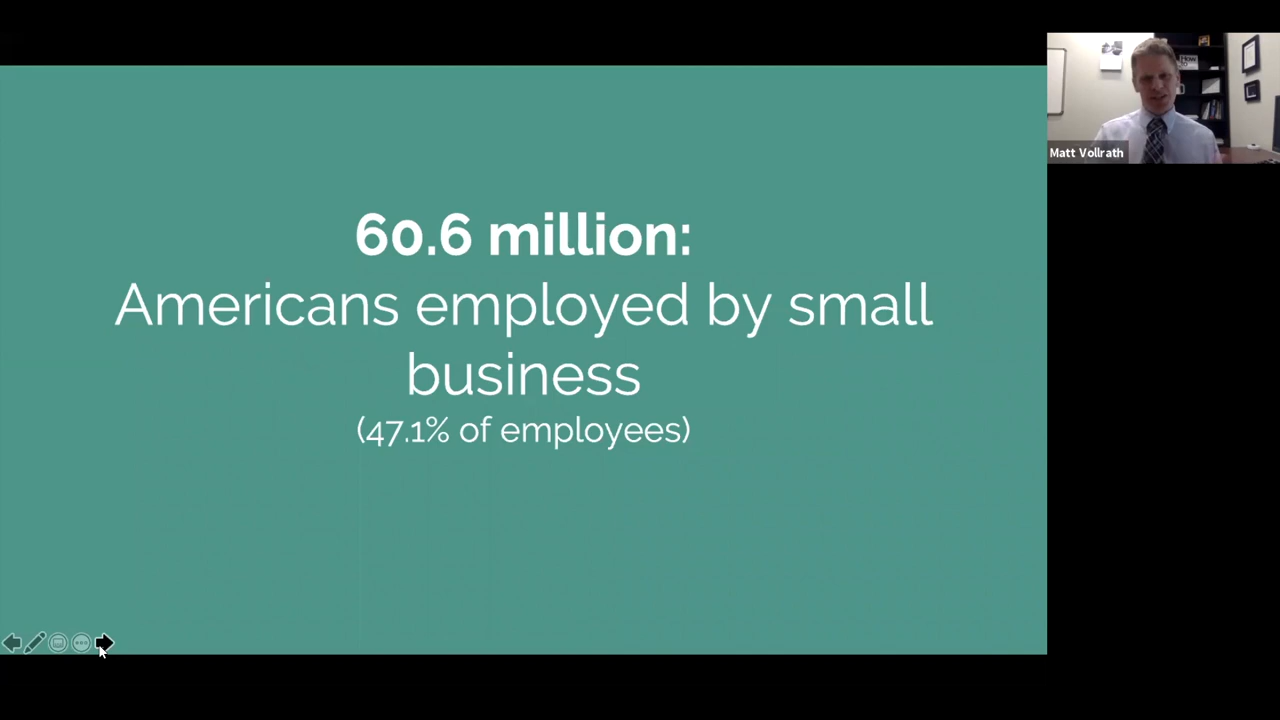 60.6 million:
Americans employed by small
business
(47.1% of employees)
Matt Vollrath